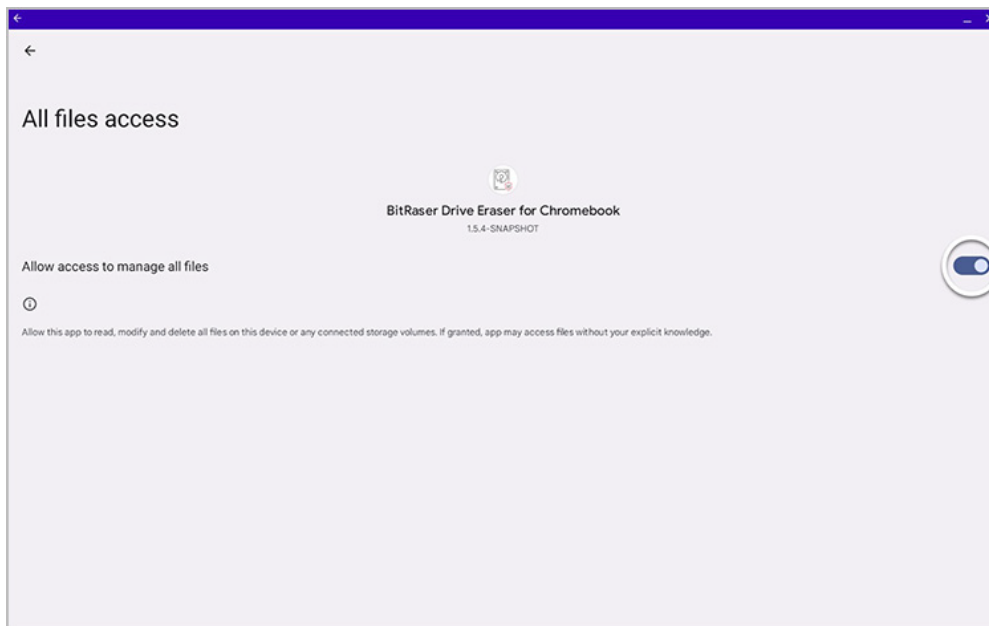 All files access
BitRaser Drive Eraser for Chromebook
1.5.4-SNAPSHOT
Allow access to manage all files
Allow this app to read, modify and delete all files on this device or any connected storage volumes. If granted, app may access files without your explicit knowledge.